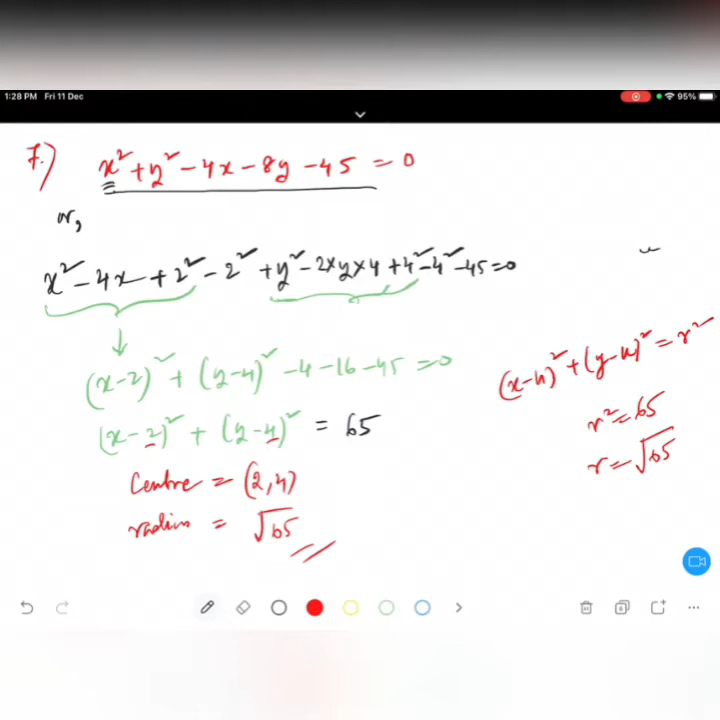 1:28 PM Fri 11 Dec 95%
7.) x² + y² - 4x - 8y - 45 = 0
or,
x² - 4x + 2² - 2² + y² - 2×y×4 + 4² - 4² - 45 = 0
(x-2)² + (y-4)² - 4 - 16 - 45 = 0
(x-2)² + (y-4)² = 65
Centre = (2,4)
radius = √65
(x-h)² + (y-k)² = r²
r² = 65
r = √65